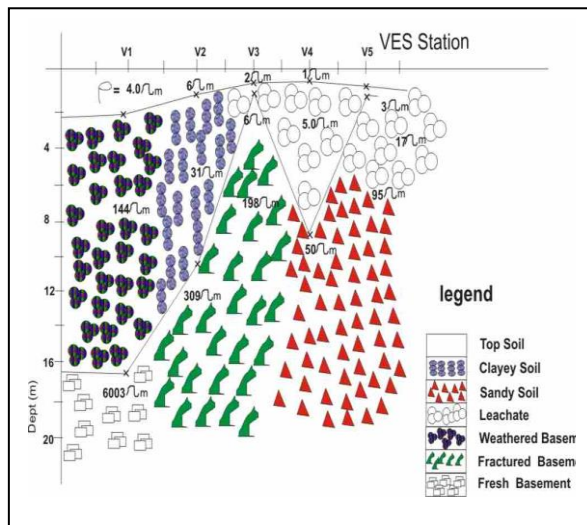 VES Station
V1 V2 V3 V4 V5
= 4.0Ωm
6Ωm
2Ωm
1Ωm
6Ωm
5.0Ωm
3Ωm
17Ωm
4
31Ωm
144Ωm
198Ωm
95Ωm
8
50Ωm
309Ωm
12
16
6003Ωm
20
Dept (m)
legend
Top Soil
Clayey Soil
Sandy Soil
Leachate
Weathered Basem
Fractured Baseme
Fresh Basement